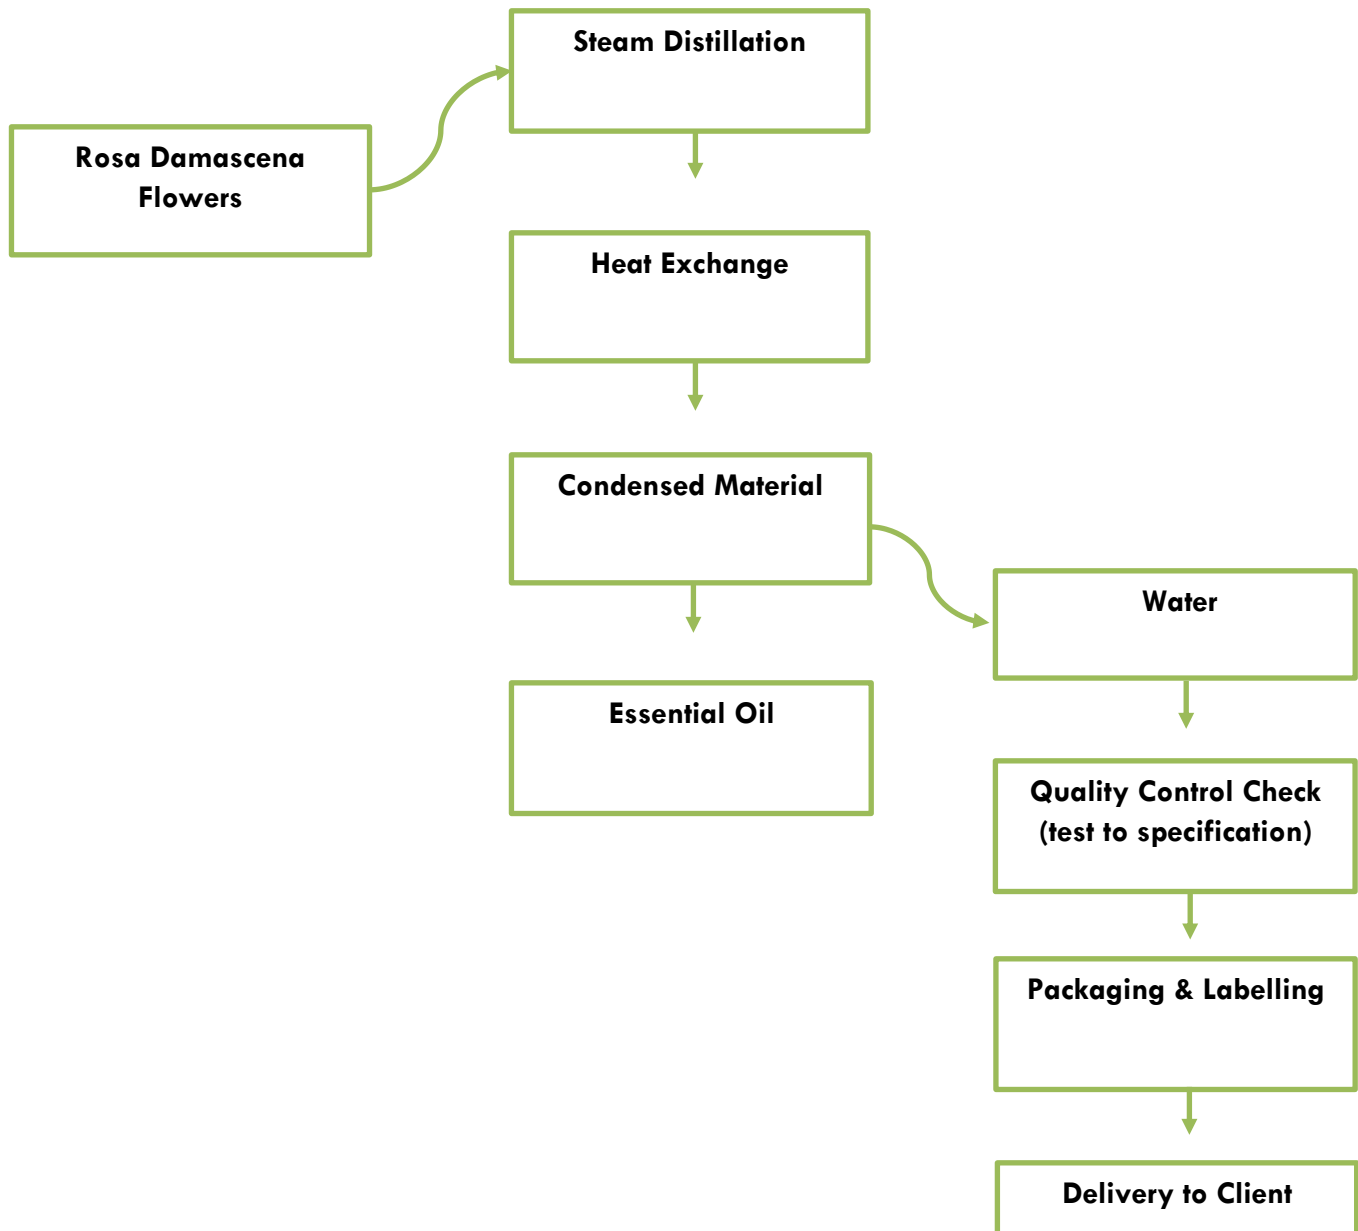 Steam Distillation
Rosa Damascena
Flowers
Heat Exchange
Condensed Material
Water
Essential Oil
Quality Control Check
(test to specification)
Packaging & Labelling
Delivery to Client